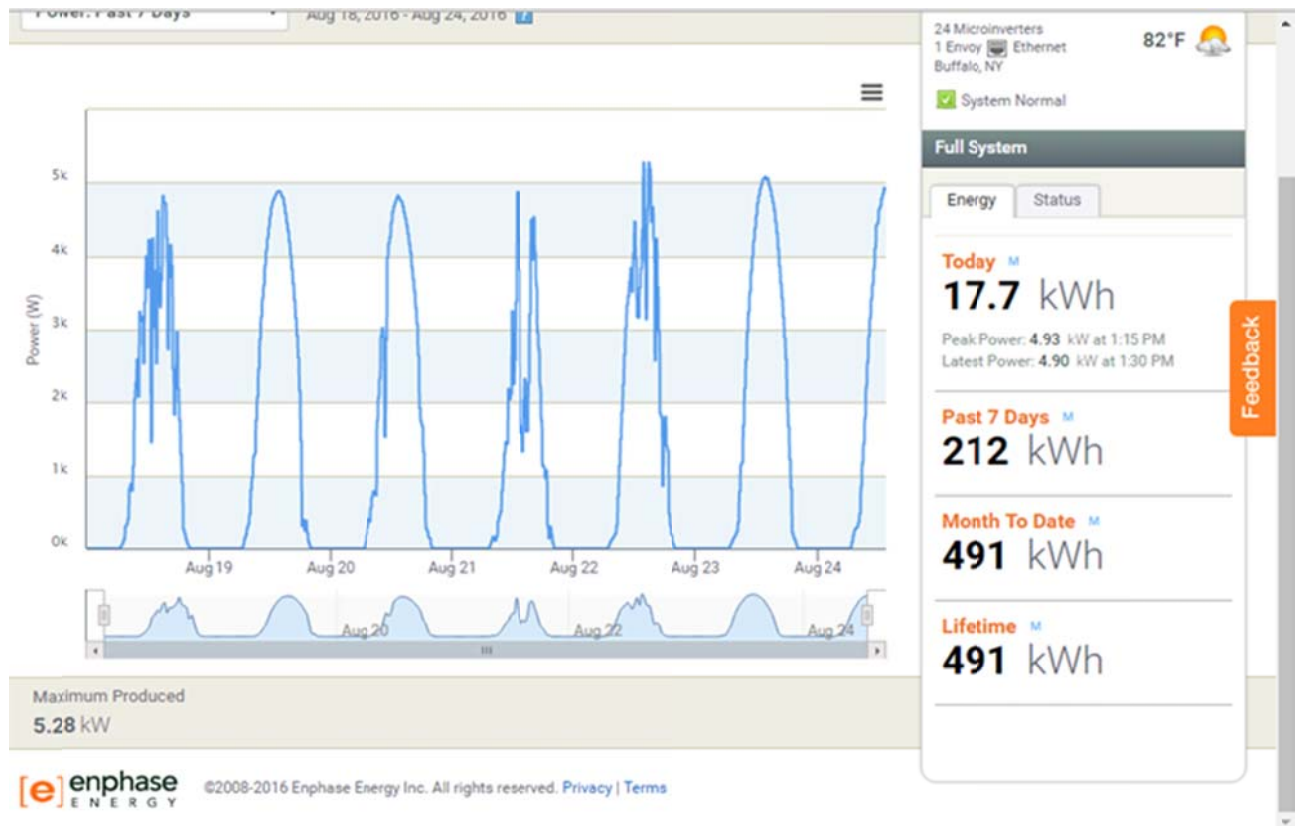 Power: Past 7 Days
Aug 18, 2016 - Aug 24, 2016
24 Microinverters
1 Envoy Ethernet
Buffalo, NY
82°F
System Normal
Full System
Energy
Status
Today M
17.7 kWh
Peak Power: 4.93 kW at 1:15 PM
Latest Power: 4.90 kW at 1:30 PM
Past 7 Days M
212 kWh
Month To Date M
491 kWh
Lifetime M
491 kWh
Feedback
Power (W)
5k
4k
3k
2k
1k
0k
Aug 19
Aug 20
Aug 21
Aug 22
Aug 23
Aug 24
Aug 20
Aug 22
Aug 24
Maximum Produced
5.28 kW
[e] enphase
ENERGY
©2008-2016 Enphase Energy Inc. All rights reserved. Privacy | Terms